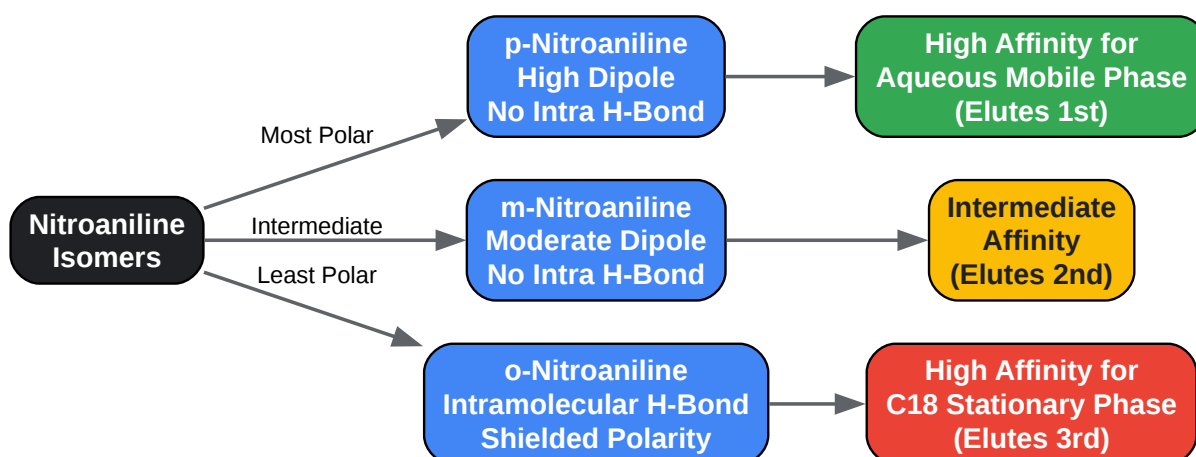 Nitroaniline
Isomers
Most Polar
p-Nitroaniline
High Dipole
No Intra H-Bond
High Affinity for
Aqueous Mobile Phase
(Elutes 1st)
Intermediate
m-Nitroaniline
Moderate Dipole
No Intra H-Bond
Intermediate
Affinity
(Elutes 2nd)
Least Polar
o-Nitroaniline
Intramolecular H-Bond
Shielded Polarity
High Affinity for
C18 Stationary Phase
(Elutes 3rd)